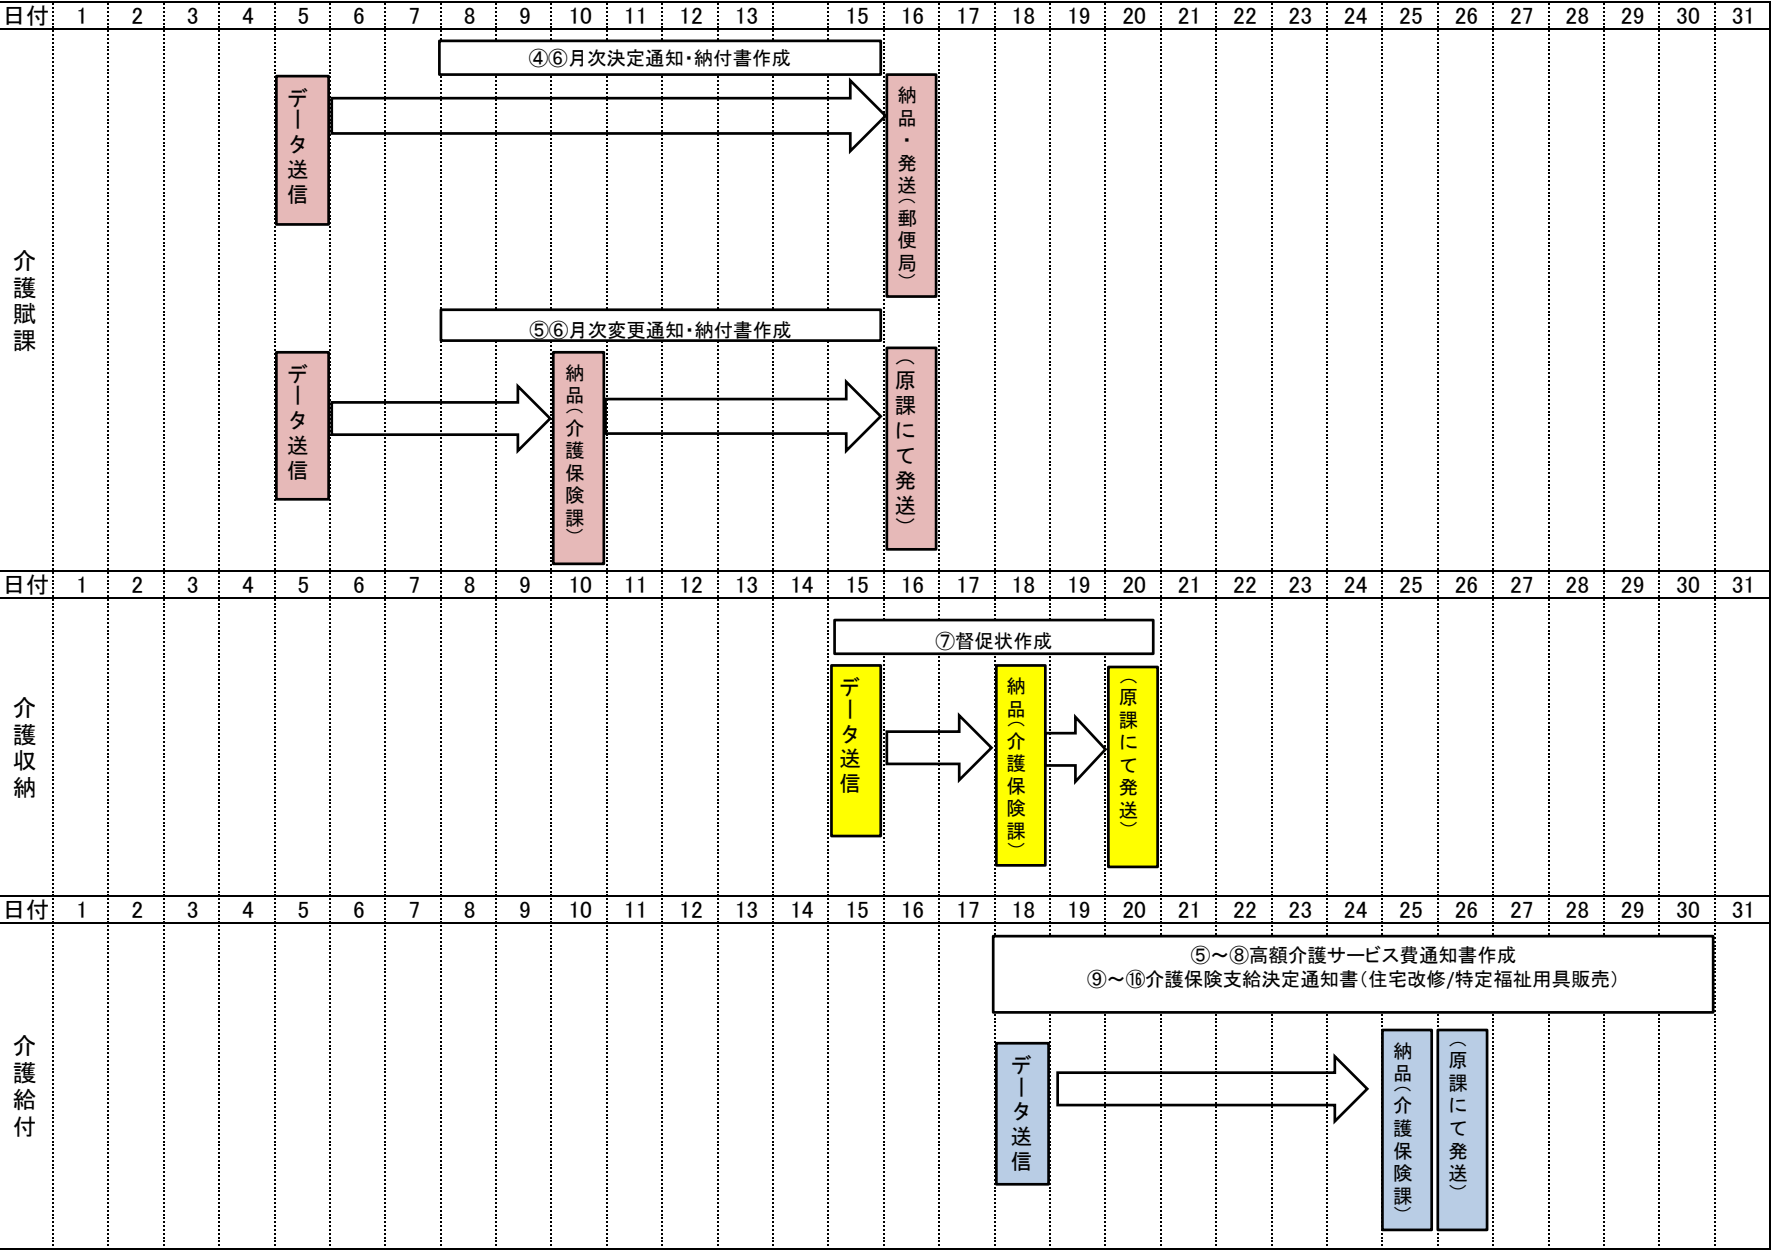 日付 1 2 3 4 5 6 7 8 9 10 11 12 13 15 16 17 18 19 20 21 22 23 24 25 26 27 28 29 30 31
介護賦課
④⑥月次決定通知・納付書作成
データ送信
納品・発送（郵便局）
⑤⑥月次変更通知・納付書作成
データ送信
納品（介護保険課）
（原課にて発送）
日付 1 2 3 4 5 6 7 8 9 10 11 12 13 14 15 16 17 18 19 20 21 22 23 24 25 26 27 28 29 30 31
介護収納
⑦督促状作成
データ送信
納品（介護保険課）
（原課にて発送）
日付 1 2 3 4 5 6 7 8 9 10 11 12 13 14 15 16 17 18 19 20 21 22 23 24 25 26 27 28 29 30 31
介護給付
⑤～⑧高額介護サービス費通知書作成
⑨～⑯介護保険支給決定通知書（住宅改修/特定福祉用具販売）
データ送信
納品（介護保険課）
（原課にて発送）